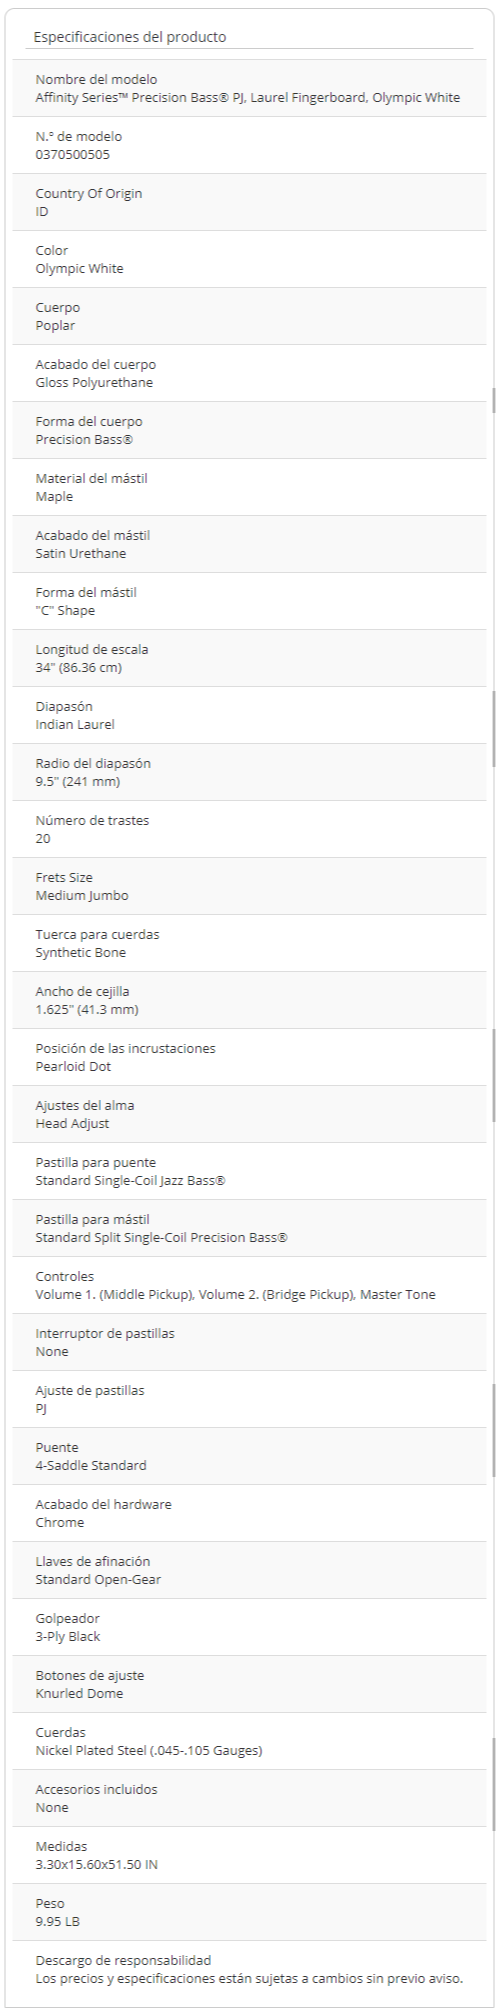 Especificaciones del producto
Nombre del modelo
Affinity Series™ Precision Bass® PJ, Laurel Fingerboard, Olympic White
N.º de modelo
0370500505
Country Of Origin
ID
Color
Olympic White
Cuerpo
Poplar
Acabado del cuerpo
Gloss Polyurethane
Forma del cuerpo
Precision Bass®
Material del mástil
Maple
Acabado del mástil
Satin Urethane
Forma del mástil
"C" Shape
Longitud de escala
34" (86.36 cm)
Diapasón
Indian Laurel
Radio del diapasón
9.5" (241 mm)
Número de trastes
20
Frets Size
Medium Jumbo
Tuerca para cuerdas
Synthetic Bone
Ancho de cejilla
1.625" (41.3 mm)
Posición de las incrustaciones
Pearloid Dot
Ajustes del alma
Head Adjust
Pastilla para puente
Standard Single-Coil Jazz Bass®
Pastilla para mástil
Standard Split Single-Coil Precision Bass®
Controles
Volume 1. (Middle Pickup), Volume 2. (Bridge Pickup), Master Tone
Interruptor de pastillas
None
Ajuste de pastillas
PJ
Puente
4-Saddle Standard
Acabado del hardware
Chrome
Llaves de afinación
Standard Open-Gear
Golpeador
3-Ply Black
Botones de ajuste
Knurled Dome
Cuerdas
Nickel Plated Steel (.045-.105 Gauges)
Accesorios incluidos
None
Medidas
3.30x15.60x51.50 IN
Peso
9.95 LB
Descargo de responsabilidad
Los precios y especificaciones están sujetas a cambios sin previo aviso.